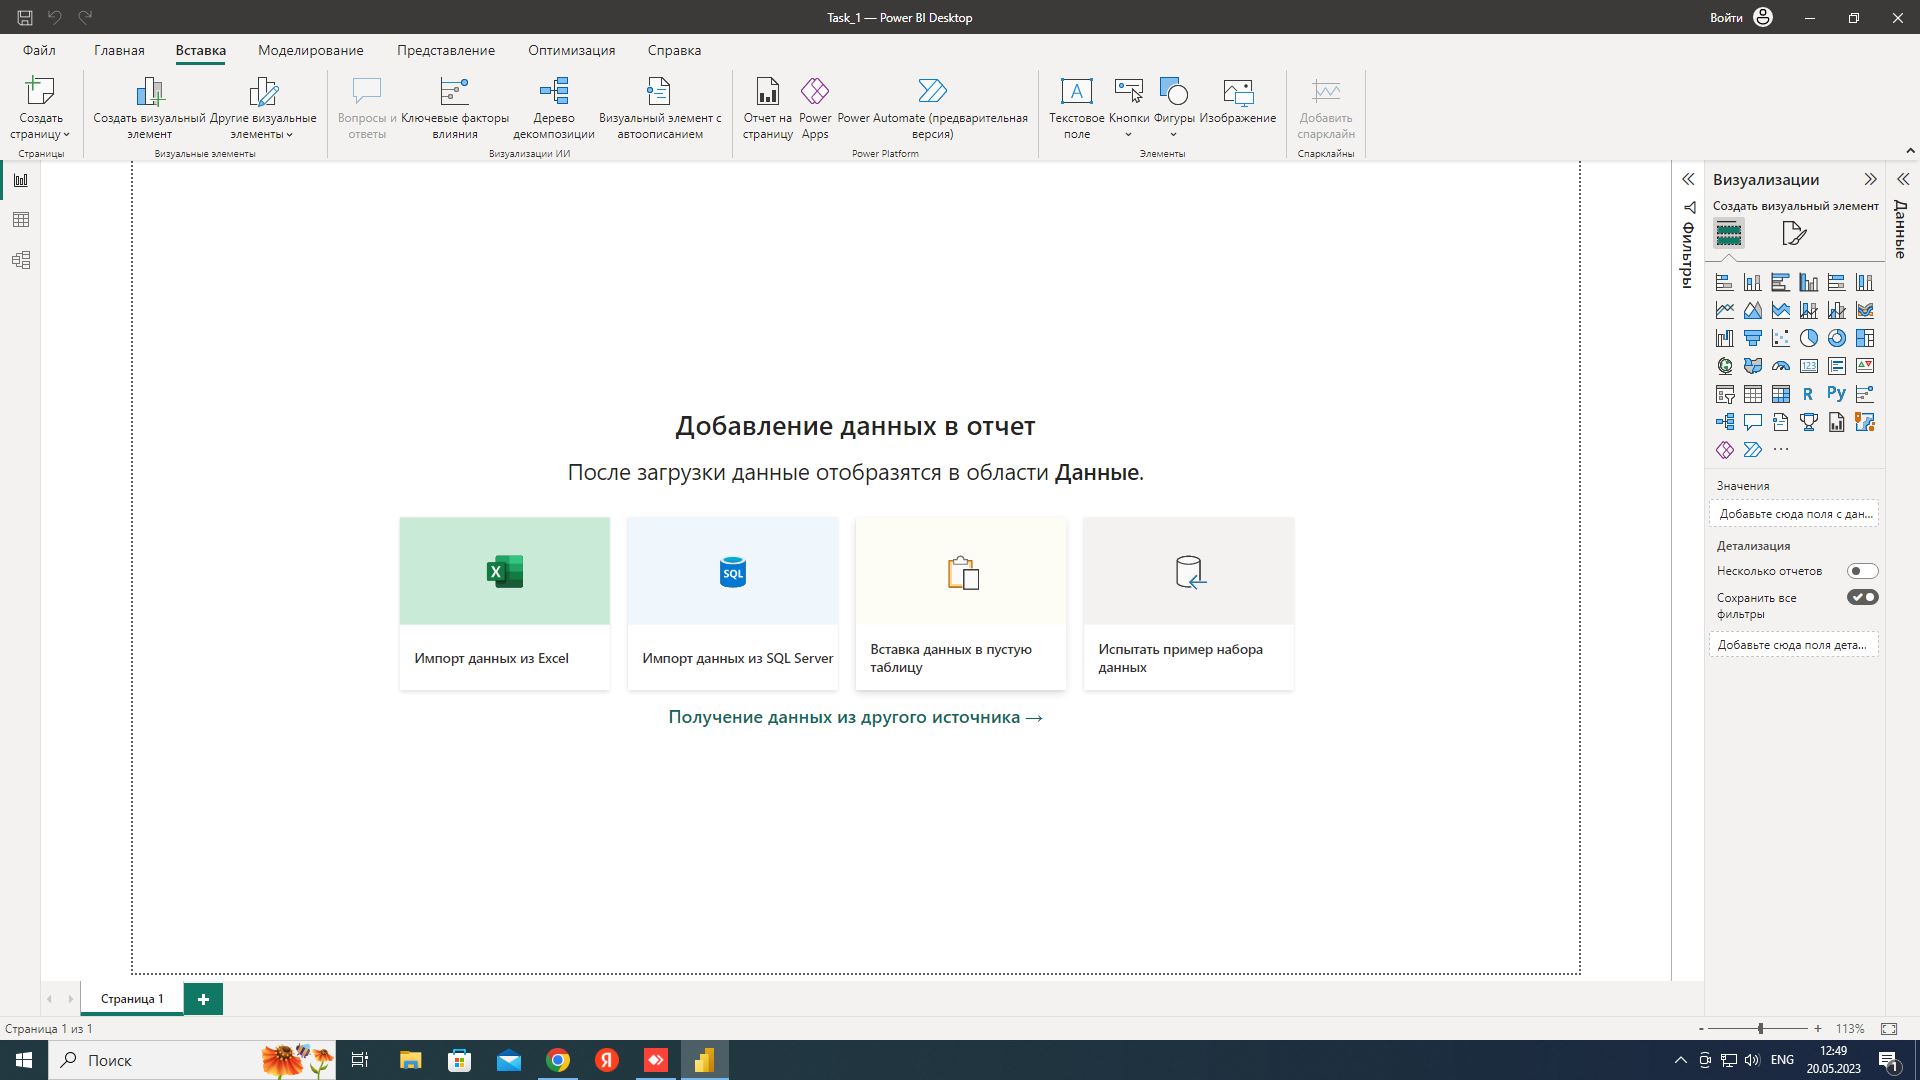 Task_1 — Power BI Desktop
Войти
Файл
Главная
Вставка
Моделирование
Представление
Оптимизация
Справка
Создать страницу
Создать визуальный элемент
Другие визуальные элементы
Вопросы и ответы
Ключевые факторы влияния
Дерево декомпозиции
Визуальный элемент с автоописанием
Отчет на страницу
Power Apps
Power Automate (предварительная версия)
Текстовое поле
Кнопки
Фигуры
Изображение
Добавить спарклайн
Страницы
Визуальные элементы
Визуализации ИИ
Power Platform
Элементы
Спарклайны
Добавление данных в отчет
После загрузки данные отобразятся в области Данные.
X
SQL
Импорт данных из Excel
Импорт данных из SQL Server
Вставка данных в пустую
таблицу
Испытать пример набора
данных
Получение данных из другого источника →
Фильтры
Визуализации
Создать визуальный элемент
123
R
Py
Значения
Добавьте сюда поля с дан...
Детализация
Несколько отчетов
Сохранить все
фильтры
Добавьте сюда поля дета...
Данные
Страница 1
Страница 1 из 1
- + 113%
Поиск
Я
ENG
12:49
20.05.2023
1